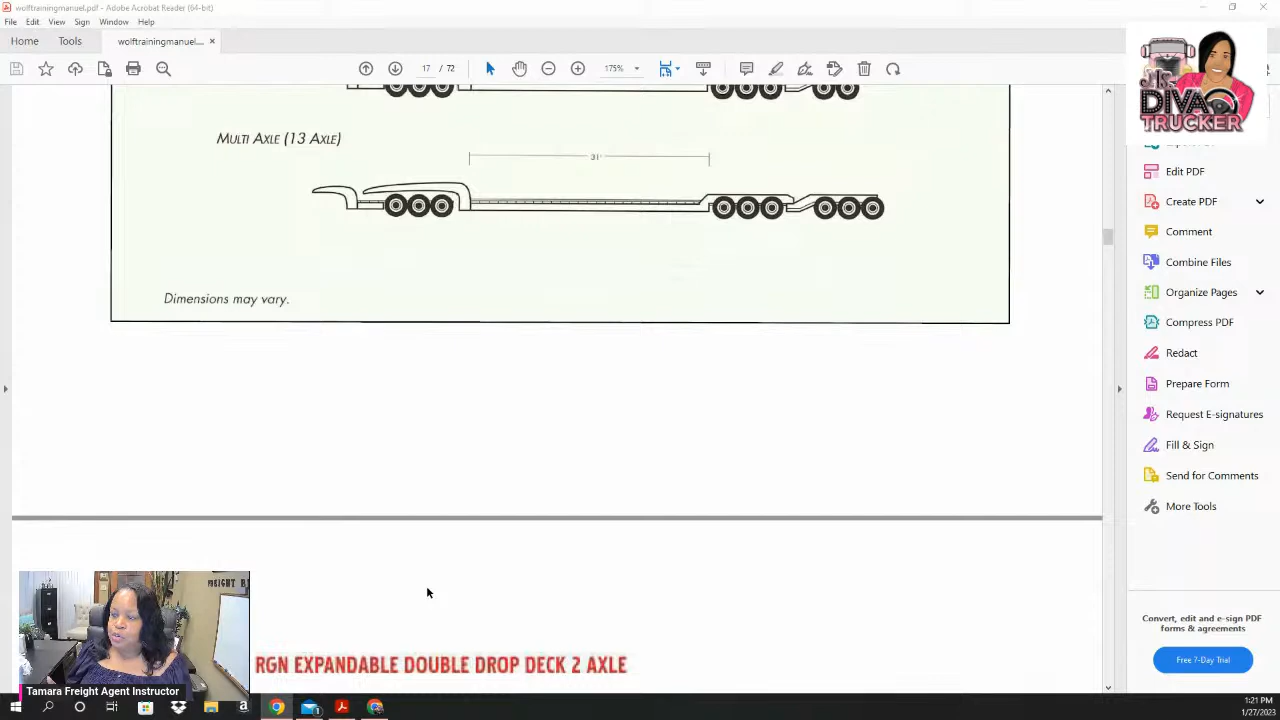 wolftrainingmanuel.pdf - Adobe Acrobat Reader (64-bit)
File Edit View Sign Window Help
Home Tools wolftrainingmanuel....
17 / 72 175%
MULTI AXLE (13 AXLE)
31'
Dimensions may vary.
RGN EXPANDABLE DOUBLE DROP DECK 2 AXLE
DIVA
TRUCKER
Edit PDF
Create PDF
Comment
Combine Files
Organize Pages
Compress PDF
Redact
Prepare Form
Request E-signatures
Fill & Sign
Send for Comments
More Tools
Convert, edit and e-sign PDF
forms & agreements
Free 7-Day Trial
Tamara Freight Agent Instructor
1:21 PM
1/27/2023